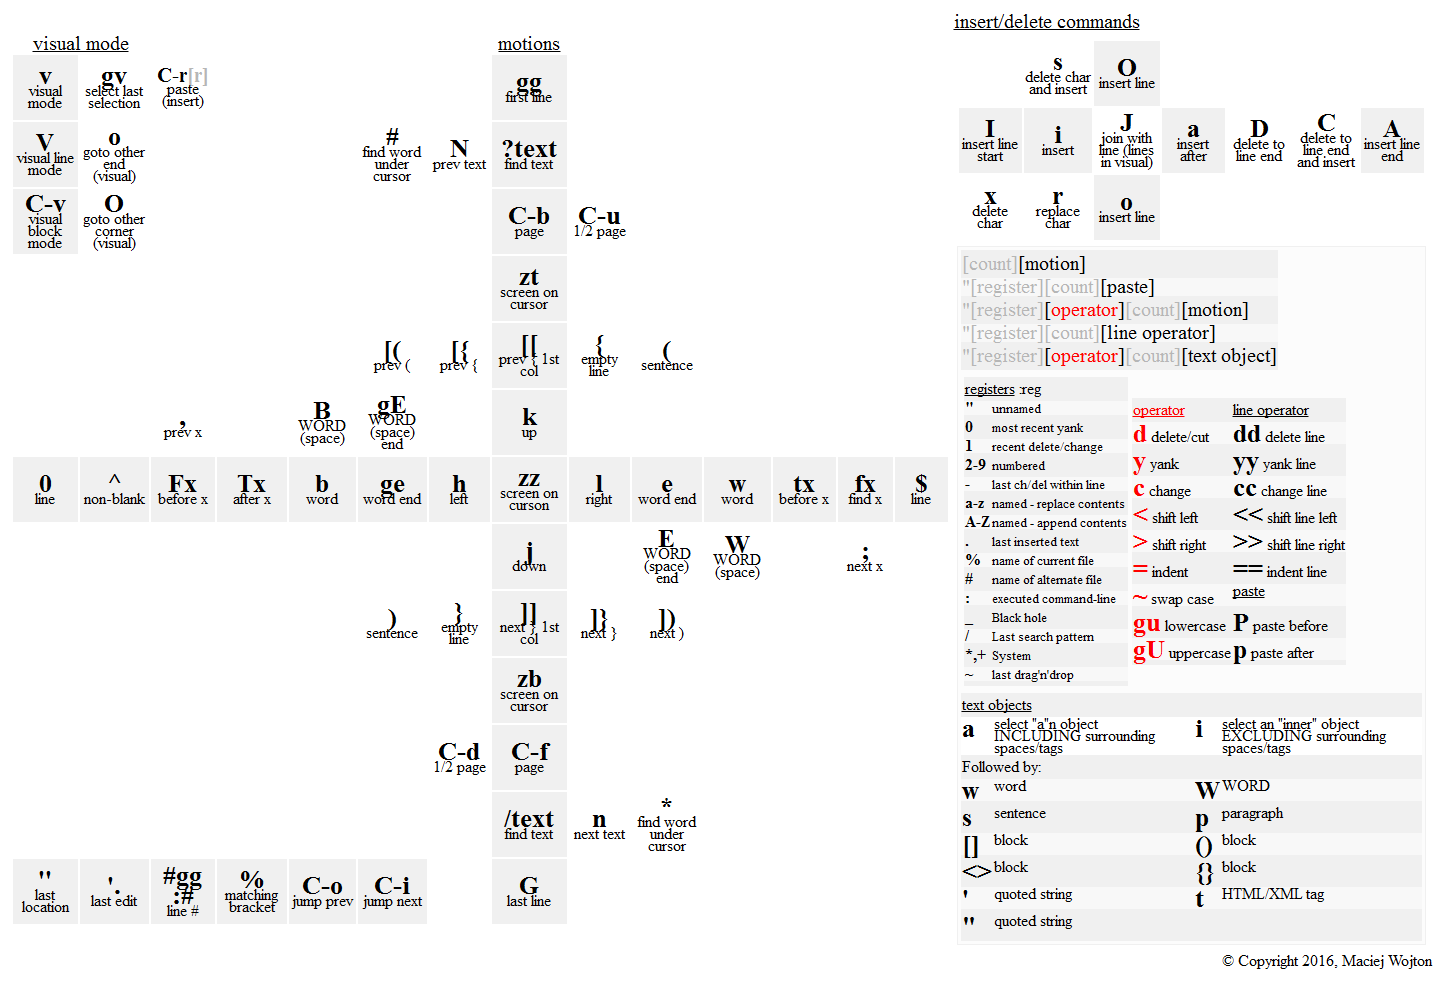 insert/delete commands
visual mode
motions
v
visual
mode
gv
select last
selection
C-r[r]
paste
(insert)
gg
first line
s
delete char
and insert
O
insert line
V
visual line
mode
o
goto other
end
(visual)
#
find word
under
cursor
N
prev text
?text
find text
I
insert line
start
i
insert
J
join with
line (lines
in visual)
a
insert
after
D
delete to
line end
C
delete to
line end
and insert
A
insert line
end
C-v
visual
block
mode
O
goto other
corner
(visual)
C-b
page
C-u
1/2 page
x
delete
char
r
replace
char
o
insert line
zt
screen on
cursor
[(
prev (
[{
prev {
[[
prev { 1st
col
{
empty
line
(
sentence
,
prev x
B
WORD
(space)
gE
WORD
(space)
end
k
up
0
line
^
non-blank
Fx
before x
Tx
after x
b
word
ge
word end
h
left
zz
screen on
curson
l
right
e
word end
w
word
tx
before x
fx
find x
$
line
j
down
E
WORD
(space)
end
W
WORD
(space)
;
next x
)
sentence
}
empty
line
]]
next } 1st
col
]}
next }
])
next )
zb
screen on
cursor
C-d
1/2 page
C-f
page
/text
find text
n
next text
*
find word
under
cursor
''
last
location
'.
last edit
#gg
:#
line #
%
matching
bracket
C-o
jump prev
C-i
jump next
G
last line
[count][motion]
"[register][count][paste]
"[register][operator][count][motion]
"[register][count][line operator]
"[register][operator][count][text object]
registers :reg
" unnamed
0 most recent yank
1 recent delete/change
2-9 numbered
- last ch/del within line
a-z named - replace contents
A-Z named - append contents
. last inserted text
% name of current file
# name of alternate file
: executed command-line
_ Black hole
/ Last search pattern
*,+ System
~ last drag'n'drop
operator
line operator
d delete/cut
dd delete line
y yank
yy yank line
c change
cc change line
< shift left
<< shift line left
> shift right
>> shift line right
= indent
== indent line
~ swap case
paste
gu lowercase
P paste before
gU uppercase
p paste after
text objects
a
select "a"n object
INCLUDING surrounding
spaces/tags
i
select an "inner" object
EXCLUDING surrounding
spaces/tags
Followed by:
w word
W WORD
s sentence
p paragraph
[] block
() block
<> block
{} block
' quoted string
t HTML/XML tag
" quoted string
© Copyright 2016, Maciej Wojton